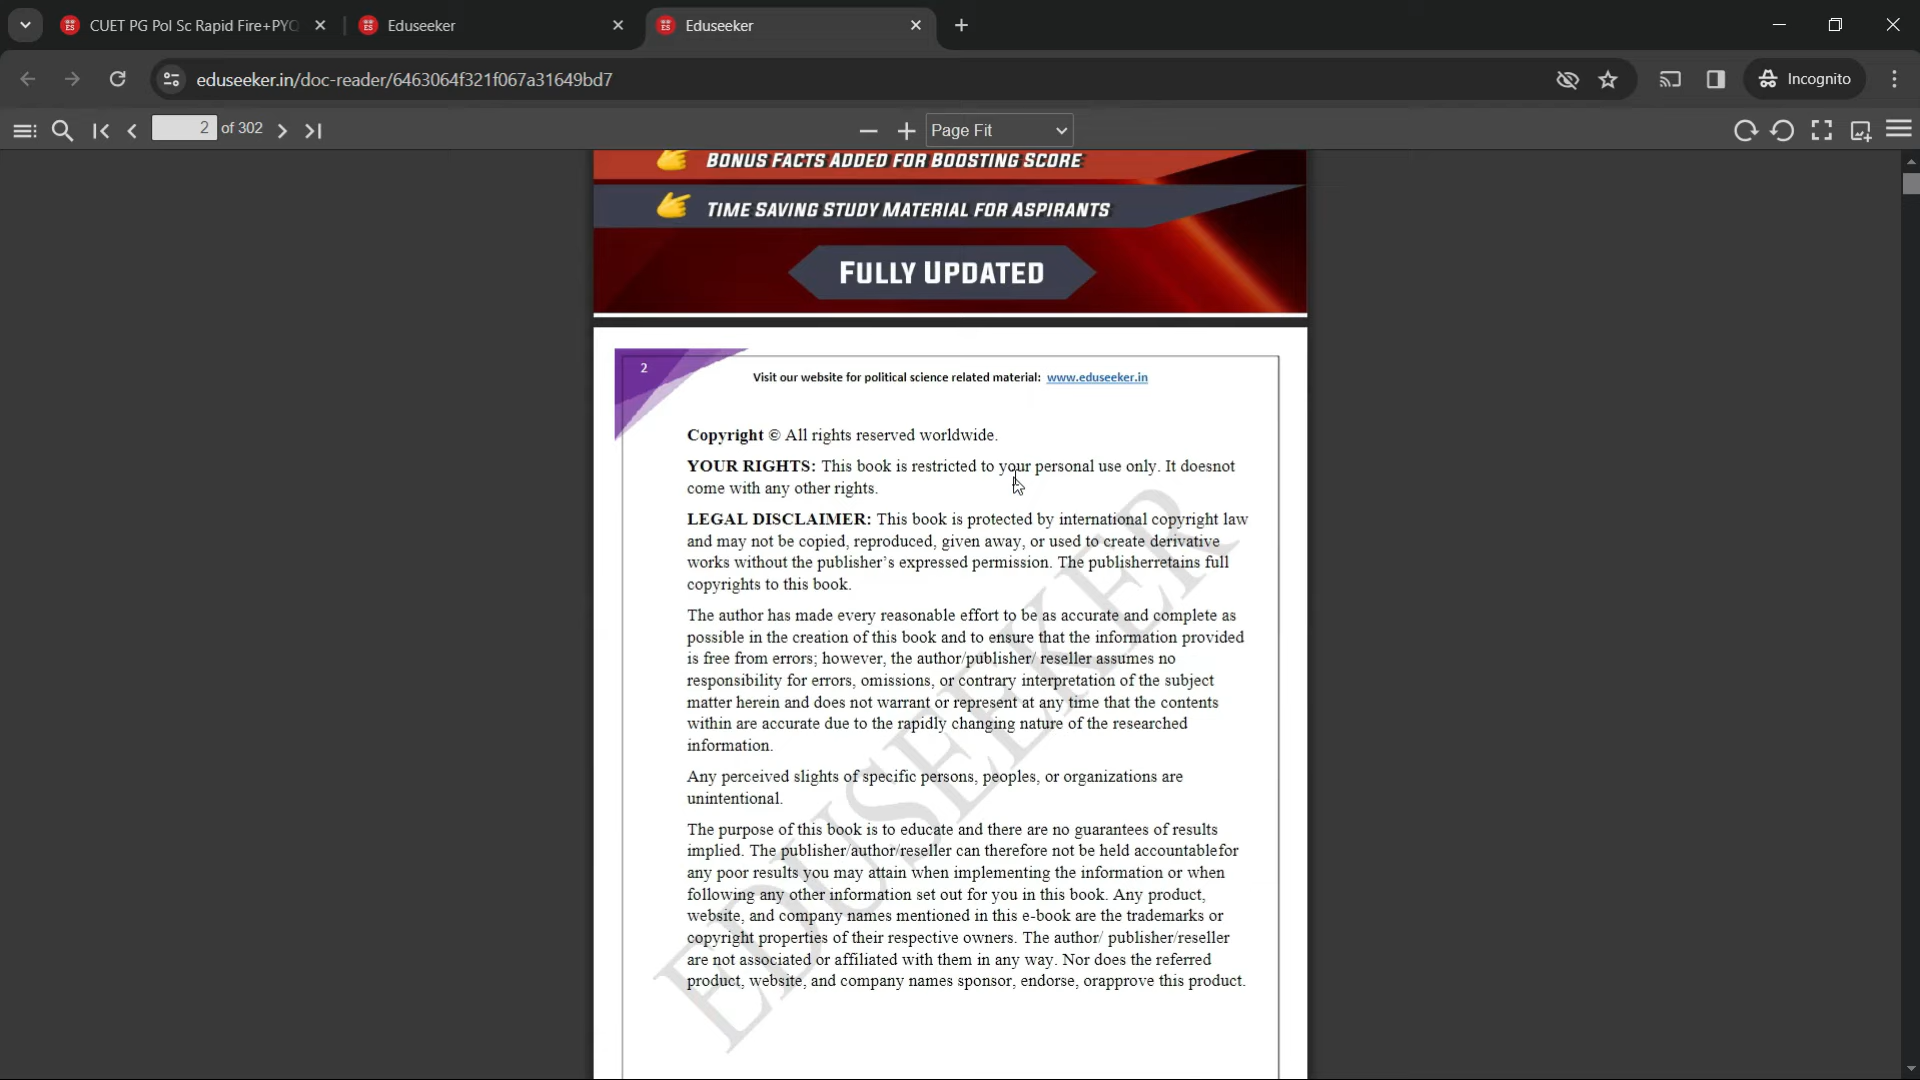 CUET PG Pol Sc Rapid Fire+PYQ
Eduseeker
Eduseeker
eduseeker.in/doc-reader/6463064f321f067a31649bd7
Incognito
2 of 302
Page Fit
BONUS FACTS ADDED FOR BOOSTING SCORE
TIME SAVING STUDY MATERIAL FOR ASPIRANTS
FULLY UPDATED
2
Visit our website for political science related material: www.eduseeker.in
Copyright © All rights reserved worldwide.
YOUR RIGHTS: This book is restricted to your personal use only. It doesnot
come with any other rights.
LEGAL DISCLAIMER: This book is protected by international copyright law
and may not be copied, reproduced, given away, or used to create derivative
works without the publisher's expressed permission. The publisherretains full
copyrights to this book.
The author has made every reasonable effort to be as accurate and complete as
possible in the creation of this book and to ensure that the information provided
is free from errors; however, the author/publisher/ reseller assumes no
responsibility for errors, omissions, or contrary interpretation of the subject
matter herein and does not warrant or represent at any time that the contents
within are accurate due to the rapidly changing nature of the researched
information.
Any perceived slights of specific persons, peoples, or organizations are
unintentional.
The purpose of this book is to educate and there are no guarantees of results
implied. The publisher/author/reseller can therefore not be held accountablefor
any poor results you may attain when implementing the information or when
following any other information set out for you in this book. Any product,
website, and company names mentioned in this e-book are the trademarks or
copyright properties of their respective owners. The author/ publisher/reseller
are not associated or affiliated with them in any way. Nor does the referred
product, website, and company names sponsor, endorse, orapprove this product.
EDUSEEKER